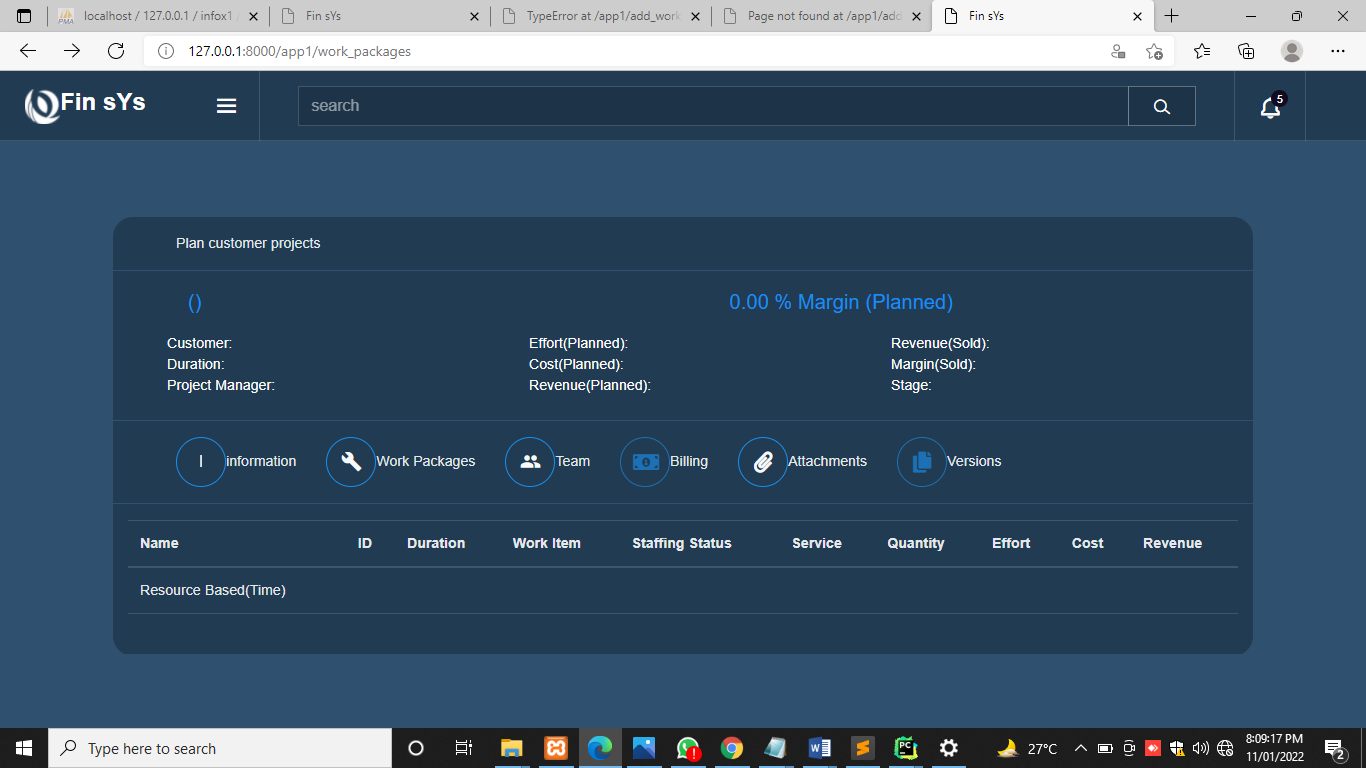 localhost / 127.0.0.1 / infox1
Fin sYs
TypeError at /app1/add_work
Page not found at /app1/add
Fin sYs
127.0.0.1:8000/app1/work_packages
Fin sYs
search
5
Plan customer projects
()
0.00 % Margin (Planned)
Customer:
Effort(Planned):
Revenue(Sold):
Duration:
Cost(Planned):
Margin(Sold):
Project Manager:
Revenue(Planned):
Stage:
I information
Work Packages
Team
Billing
Attachments
Versions
Name ID Duration Work Item Staffing Status Service Quantity Effort Cost Revenue
Resource Based(Time)
Type here to search
27°C
8:09:17 PM
11/01/2022
2